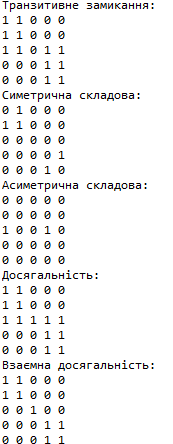 Транзитивне замикання:
1 1 0 0 0
1 1 0 0 0
1 1 0 1 1
0 0 0 1 1
0 0 0 1 1
Симетрична складова:
0 1 0 0 0
1 1 0 0 0
0 0 0 0 0
0 0 0 0 1
0 0 0 1 0
Асиметрична складова:
0 0 0 0 0
0 0 0 0 0
1 0 0 1 0
0 0 0 0 0
0 0 0 0 0
Досягальність:
1 1 0 0 0
1 1 0 0 0
1 1 1 1 1
0 0 0 1 1
0 0 0 1 1
Взаємна досягальність:
1 1 0 0 0
1 1 0 0 0
0 0 1 0 0
0 0 0 1 1
0 0 0 1 1